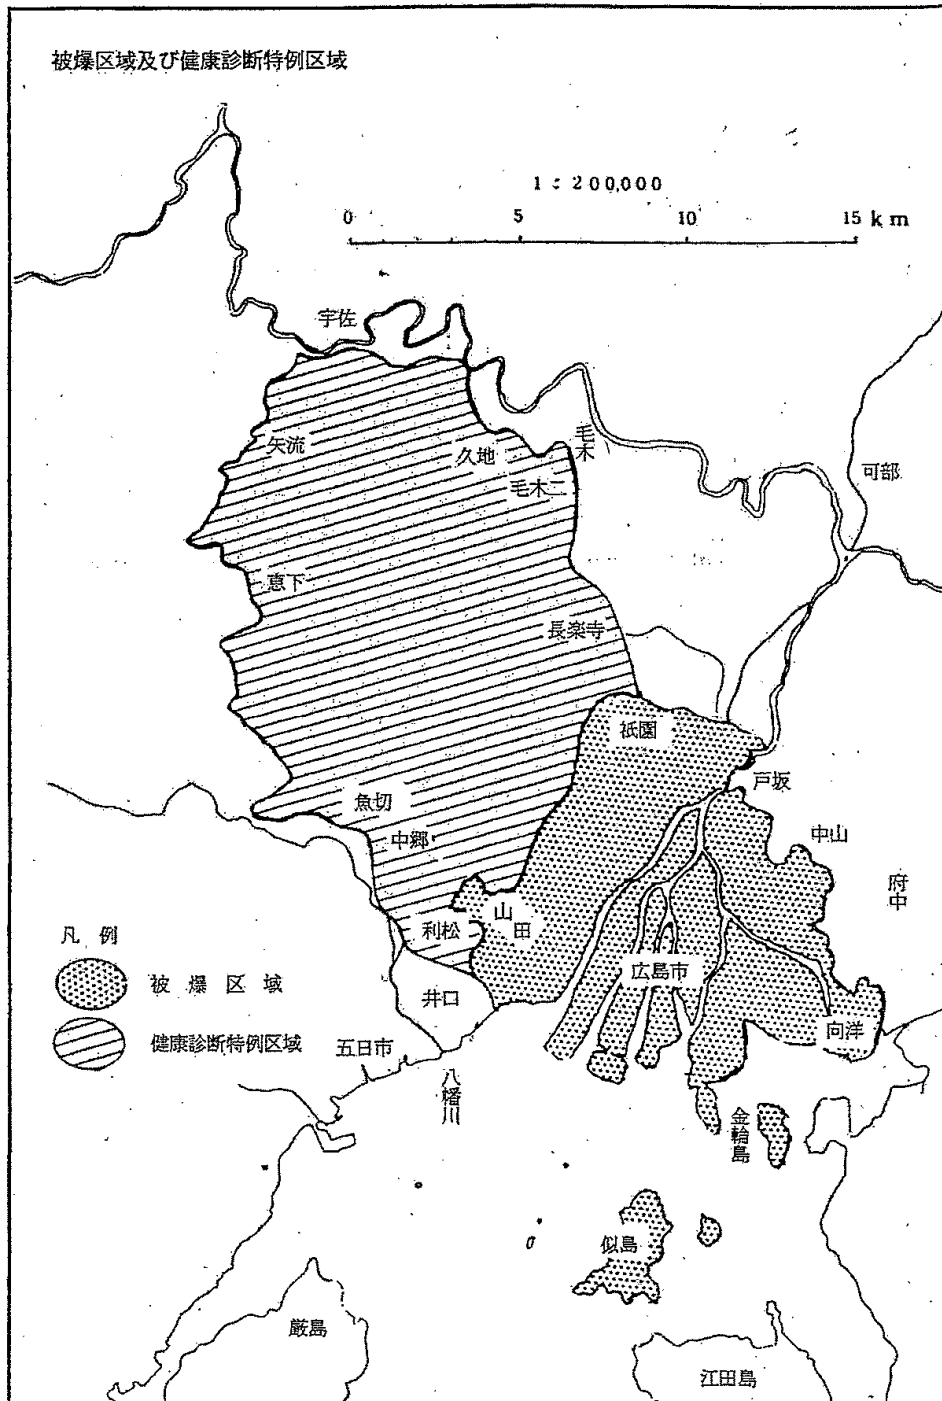 被爆区域及び健康診断特例区域
1:200,000
0 5 10 15 km
宇佐
矢流
久地
毛木
毛木二
可部
恵下
長楽寺
祇園
戸坂
魚切
中郷
中山
府中
山田
利松
広島市
井口
向洋
凡 例
被 爆 区 域
健康診断特例区域
五日市
八幡川
金輪島
似島
厳島
江田島